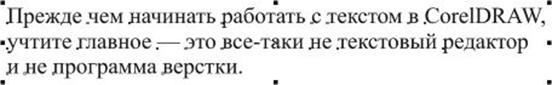 Прежде чем начинать работать с текстом в CorelDRAW,
учтите главное — это все-таки не текстовый редактор
и не программа верстки.